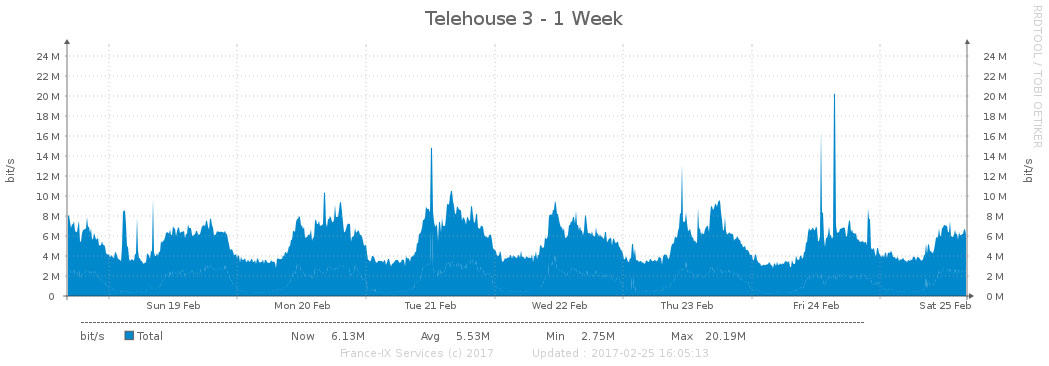 Telehouse 3 - 1 Week
RRDTOOL / TOBI OETIKER
bit/s
24 M 24 M
22 M 22 M
20 M 20 M
18 M 18 M
16 M 16 M
14 M 14 M
12 M 12 M
10 M 10 M
8 M 8 M
6 M 6 M
4 M 4 M
2 M 2 M
0 0 M
bit/s
Sun 19 Feb Mon 20 Feb Tue 21 Feb Wed 22 Feb Thu 23 Feb Fri 24 Feb Sat 25 Feb
bit/s Total Now 6.13M Avg 5.53M Min 2.75M Max 20.19M
France-IX Services (c) 2017 Updated : 2017-02-25 16:05:13